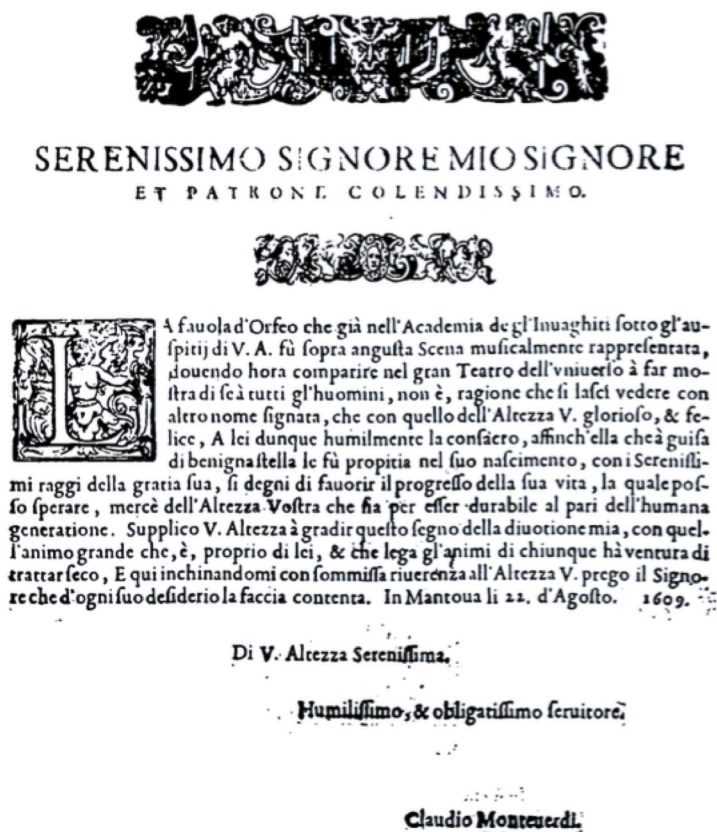 SERENISSIMO SIGNORE MIO SIGNORE
ET PATRONE COLENDISSIMO.
LA fauola d'Orfeo che già nell'Academia de gl'Inuaghiti sotto gl'au-
spitij di V. A. fù sopra angusta Scena musicalmente rappresentata,
douendo hora comparire nel gran Teatro dell'vniuerso à far mo-
stra di sè à tutti gl'huomini, non è, ragione che si lasci vedere con
altro nome signata, che con quello dell'Altezza V. glorioso, & fe-
lice, A lei dunque humilmente la consacro, affinch'ella che à guisa
di benigna stella le fù propitia nel suo nascimento, con i Serenissi-
mi raggi della gratia sua, si degni di fauorir il progresso della sua vita, la quale pos-
so sperare, mercè dell'Altezza Vostra che sia per esser durabile al pari dell'humana
generatione. Supplico V. Altezza à gradir questo segno della diuotione mia, con quel-
l'animo grande che, è, proprio di lei, & che lega gl'animi di chiunque hà ventura di
trattar seco, E qui inchinandomi con sommissa riuerenza all'Altezza V. prego il Signo-
re che d'ogni suo desiderio la faccia contenta. In Mantoua li 22. d'Agosto. 1609.
Di V. Altezza Serenissima.
Humilissimo, & obligatissimo seruitore.
Claudio Monteuerdi.